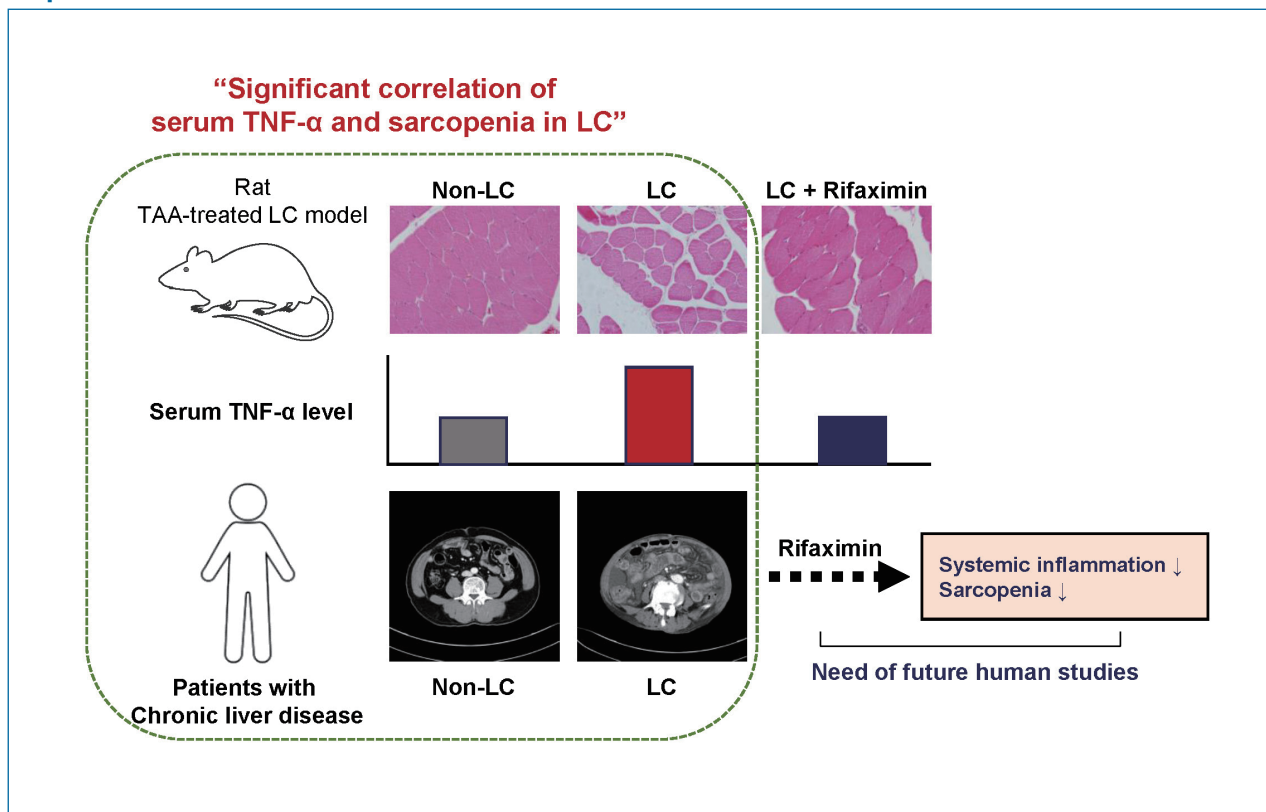 “Significant correlation of
serum TNF-α and sarcopenia in LC”
Rat
TAA-treated LC model
Non-LC
LC
LC + Rifaximin
Serum TNF-α level
Rifaximin
Systemic inflammation ↓
Sarcopenia ↓
Need of future human studies
Patients with
Chronic liver disease
Non-LC
LC